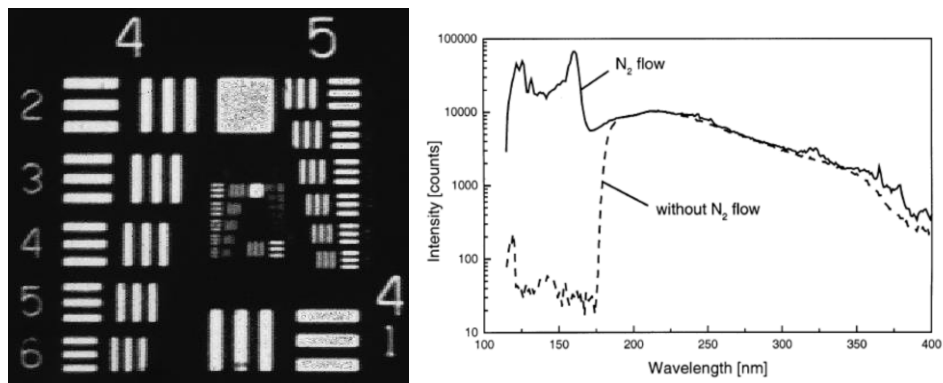 4 5
2
3
4
5
6
4
1
100000
10000
1000
100
10
Intensity [counts]
N₂ flow
without N₂ flow
100 150 200 250 300 350 400
Wavelength [nm]